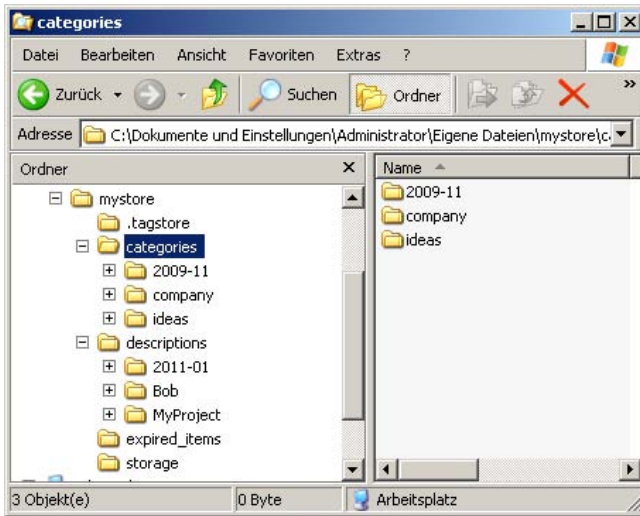 categories
Datei Bearbeiten Ansicht Favoriten Extras ?
Zurück Suchen Ordner »
Adresse C:\Dokumente und Einstellungen\Administrator\Eigene Dateien\mystore\c
Ordner
mystore
.tagstore
categories
2009-11
company
ideas
descriptions
2011-01
Bob
MyProject
expired_items
storage
Name
2009-11
company
ideas
3 Objekt(e) 0 Byte Arbeitsplatz